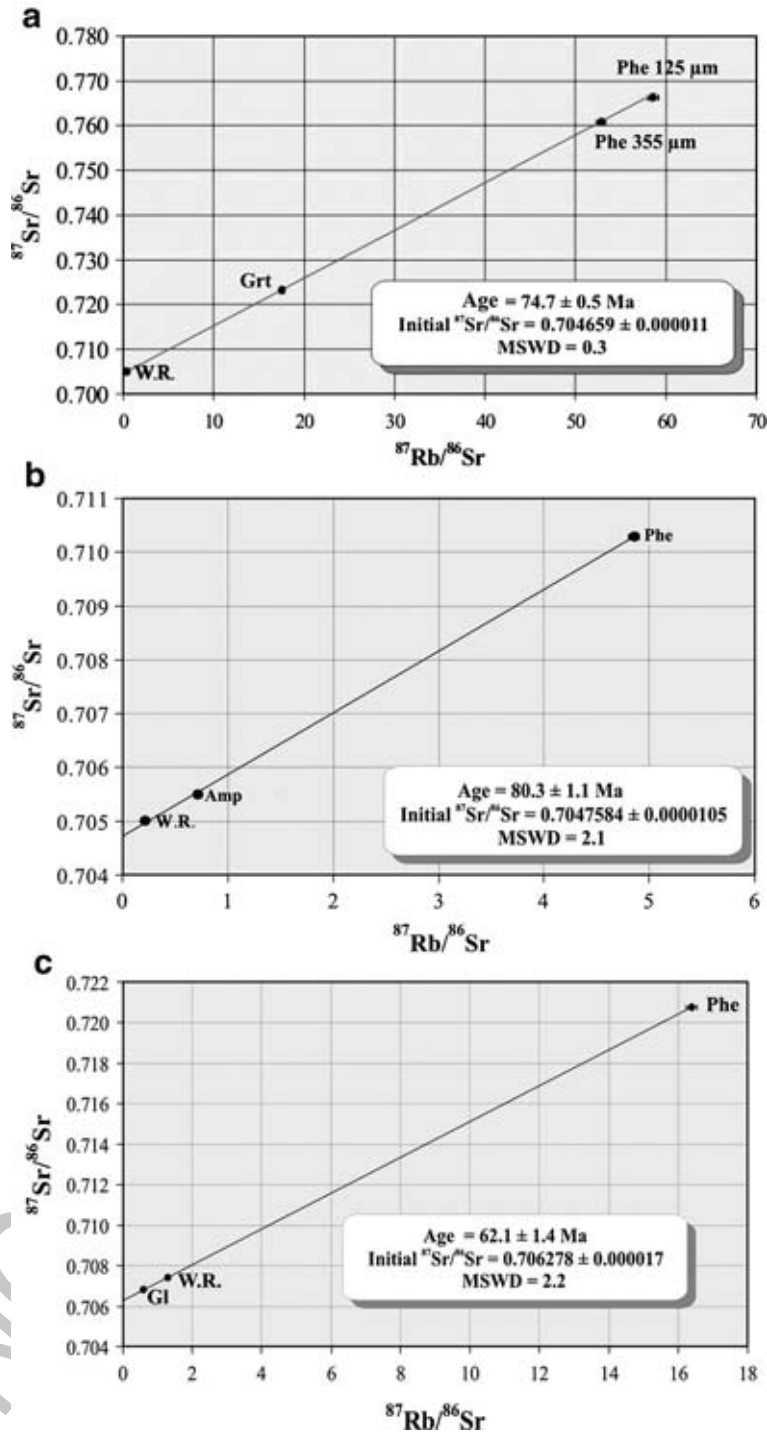 a
0.780
0.770
0.760
0.750
0.740
0.730
0.720
0.710
0.700
⁸⁷Sr/⁸⁶Sr
Phe 125 µm
Phe 355 µm
Grt
W.R.
Age = 74.7 ± 0.5 Ma
Initial ⁸⁷Sr/⁸⁶Sr = 0.704659 ± 0.000011
MSWD = 0.3
0 10 20 30 40 50 60 70
⁸⁷Rb/⁸⁶Sr
b
0.711
0.710
0.709
0.708
0.707
0.706
0.705
0.704
⁸⁷Sr/⁸⁶Sr
Phe
Amp
W.R.
Age = 80.3 ± 1.1 Ma
Initial ⁸⁷Sr/⁸⁶Sr = 0.7047584 ± 0.0000105
MSWD = 2.1
0 1 2 3 4 5 6
⁸⁷Rb/⁸⁶Sr
c
0.722
0.720
0.718
0.716
0.714
0.712
0.710
0.708
0.706
0.704
⁸⁷Sr/⁸⁶Sr
Phe
W.R.
Gl
Age = 62.1 ± 1.4 Ma
Initial ⁸⁷Sr/⁸⁶Sr = 0.706278 ± 0.000017
MSWD = 2.2
0 2 4 6 8 10 12 14 16 18
⁸⁷Rb/⁸⁶Sr